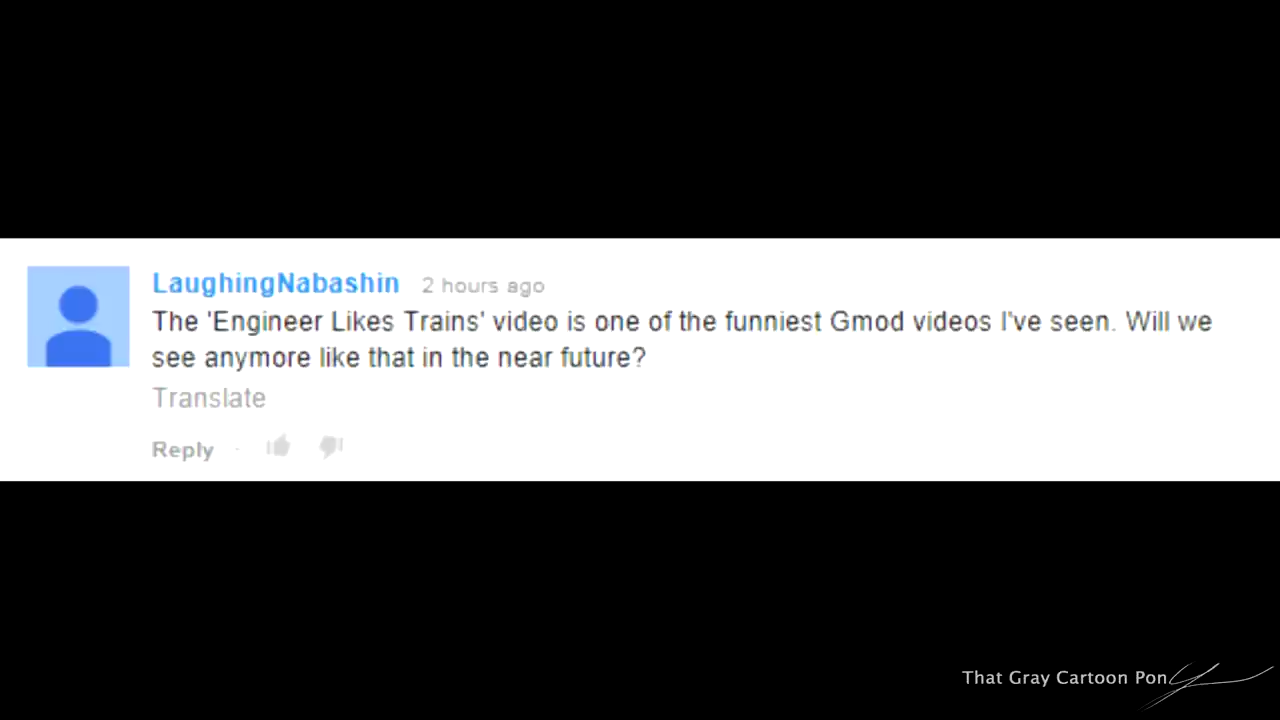 LaughingNabashin 2 hours ago
The 'Engineer Likes Trains' video is one of the funniest Gmod videos I've seen. Will we
see anymore like that in the near future?
Translate
Reply ·
That Gray Cartoon Pony